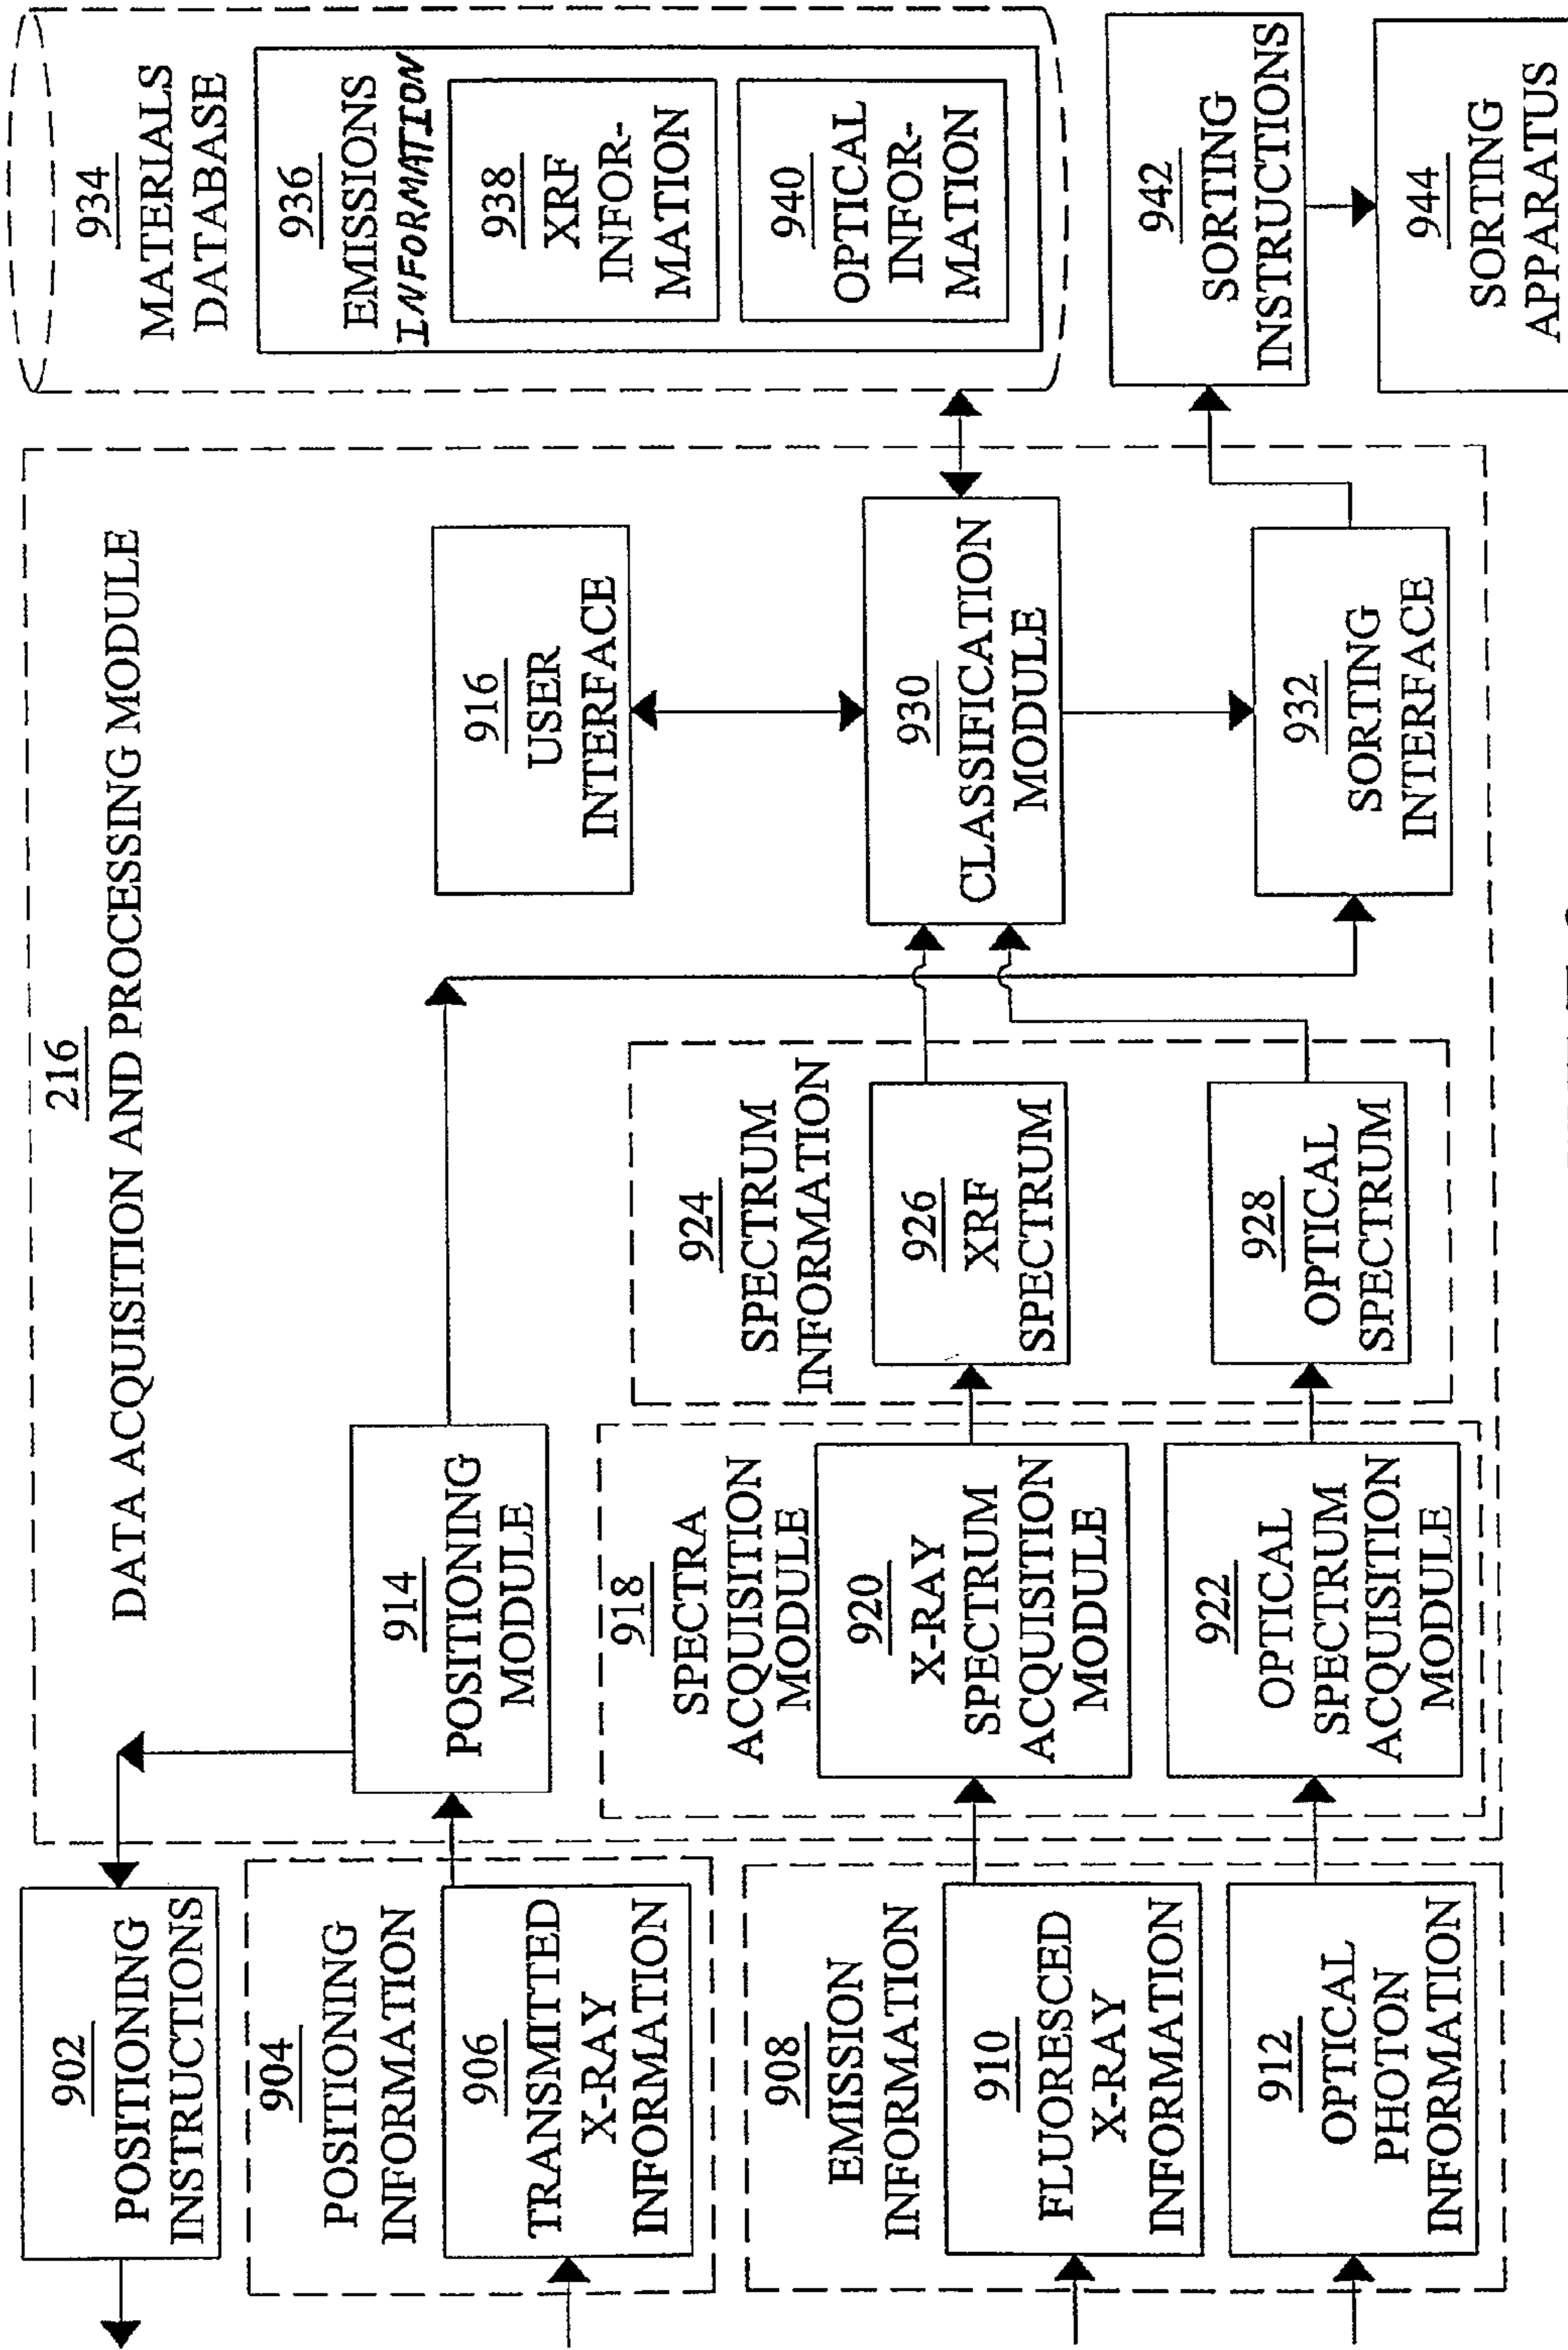 216
DATA ACQUISITION AND PROCESSING MODULE
902
POSITIONING
INSTRUCTIONS
904
POSITIONING
INFORMATION
906
TRANSMITTED
X-RAY
INFORMATION
908
EMISSION
INFORMATION
910
FLUORESCED
X-RAY
INFORMATION
912
OPTICAL
PHOTON
INFORMATION
914
POSITIONING
MODULE
918
SPECTRA
ACQUISITION
MODULE
920
X-RAY
SPECTRUM
ACQUISITION
MODULE
922
OPTICAL
SPECTRUM
ACQUISITION
MODULE
924
SPECTRUM
INFORMATION
926
XRF
SPECTRUM
928
OPTICAL
SPECTRUM
916
USER
INTERFACE
930
CLASSIFICATION
MODULE
932
SORTING
INTERFACE
934
MATERIALS
DATABASE
936
EMISSIONS
INFORMATION
938
XRF
INFOR-
MATION
940
OPTICAL
INFOR-
MATION
942
SORTING
INSTRUCTIONS
944
SORTING
APPARATUS